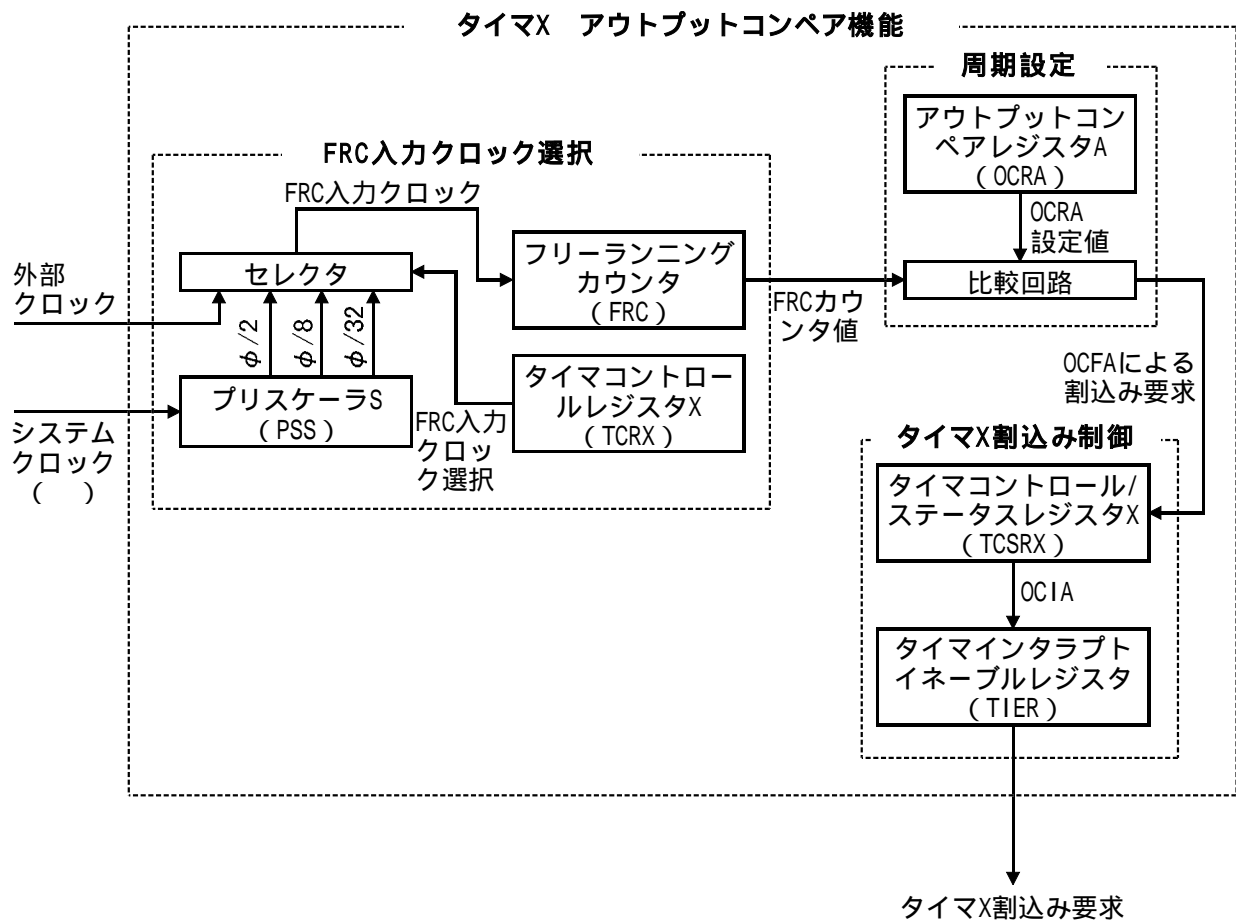 タイマX アウトプットコンペア機能
周期設定
アウトプットコン
ペアレジスタA
(OCRA)
OCRA
設定値
比較回路
FRC入力クロック選択
FRC入力クロック
セレクタ
フリーランニング
カウンタ
(FRC)
FRCカウ
ンタ値
外部
クロック
φ/2
φ/8
φ/32
プリスケーラS
(PSS)
システム
クロック
( )
FRC入力
クロッ
ク選択
タイマコントロー
ルレジスタX
(TCRX)
OCFAによる
割込み要求
タイマX割込み制御
タイマコントロール/
ステータスレジスタX
(TCSRX)
OCIA
タイマインタラプト
イネーブルレジスタ
(TIER)
タイマX割込み要求